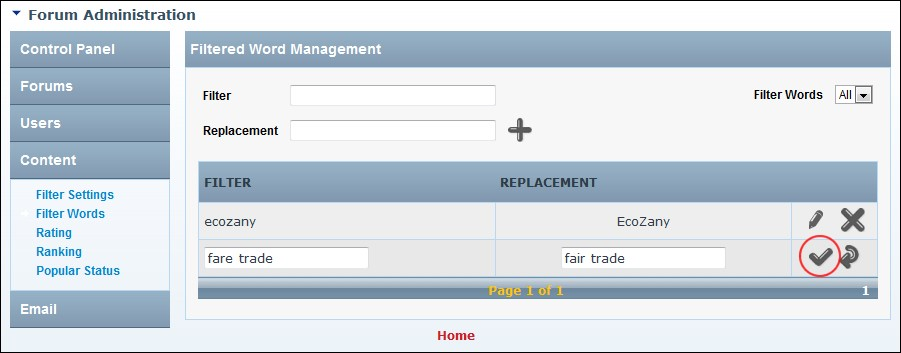 Forum Administration
Control Panel
Forums
Users
Content
Filter Settings
Filter Words
Rating
Ranking
Popular Status
Email
Filtered Word Management
Filter
Filter Words All
Replacement
FILTER REPLACEMENT
ecozany EcoZany
fare trade fair trade
Page 1 of 1 1
Home